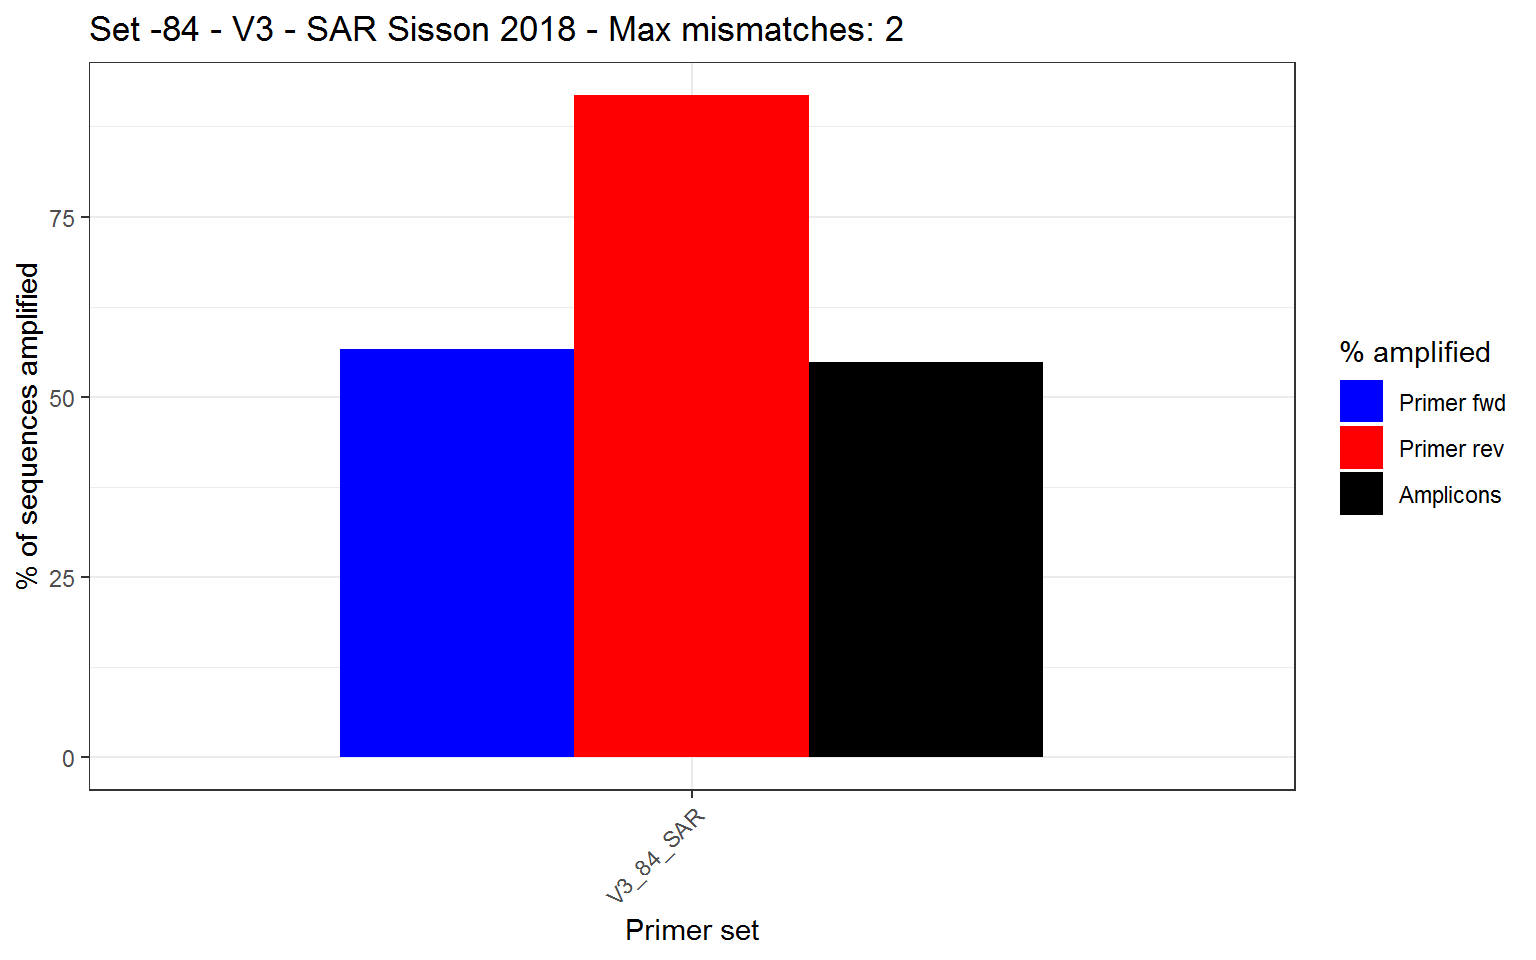 Set -84 - V3 - SAR Sisson 2018 - Max mismatches: 2
% of sequences amplified
75
50
25
0
V3_84_SAR
Primer set
% amplified
Primer fwd
Primer rev
Amplicons